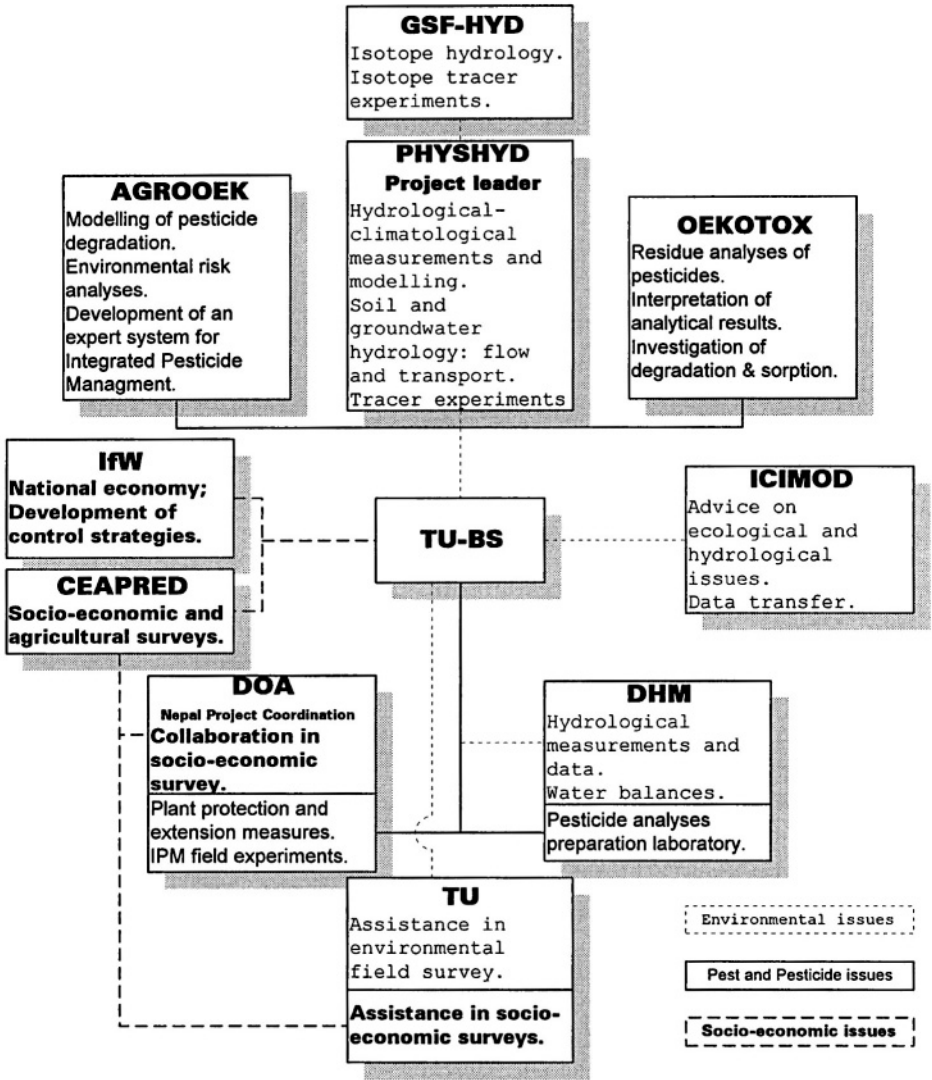 GSF-HYD
Isotope hydrology.
Isotope tracer
experiments.
PHYSHYD
Project leader
Hydrological-
climatological
measurements and
modelling.
Soil and
groundwater
hydrology: flow
and transport.
Tracer experiments
AGROOEK
Modelling of pesticide
degradation.
Environmental risk
analyses.
Development of an
expert system for
Integrated Pesticide
Managment.
OEKOTOX
Residue analyses of
pesticides.
Interpretation of
analytical results.
Investigation of
degradation & sorption.
IfW
National economy;
Development of
control strategies.
TU-BS
ICIMOD
Advice on
ecological and
hydrological
issues.
Data transfer.
CEAPRED
Socio-economic and
agricultural surveys.
DOA
Nepal Project Coordination
Collaboration in
socio-economic
survey.
Plant protection and
extension measures.
IPM field experiments.
DHM
Hydrological
measurements and
data.
Water balances.
Pesticide analyses
preparation laboratory.
TU
Assistance in
environmental
field survey.
Assistance in socio-
economic surveys.
Environmental issues
Pest and Pesticide issues
Socio-economic issues